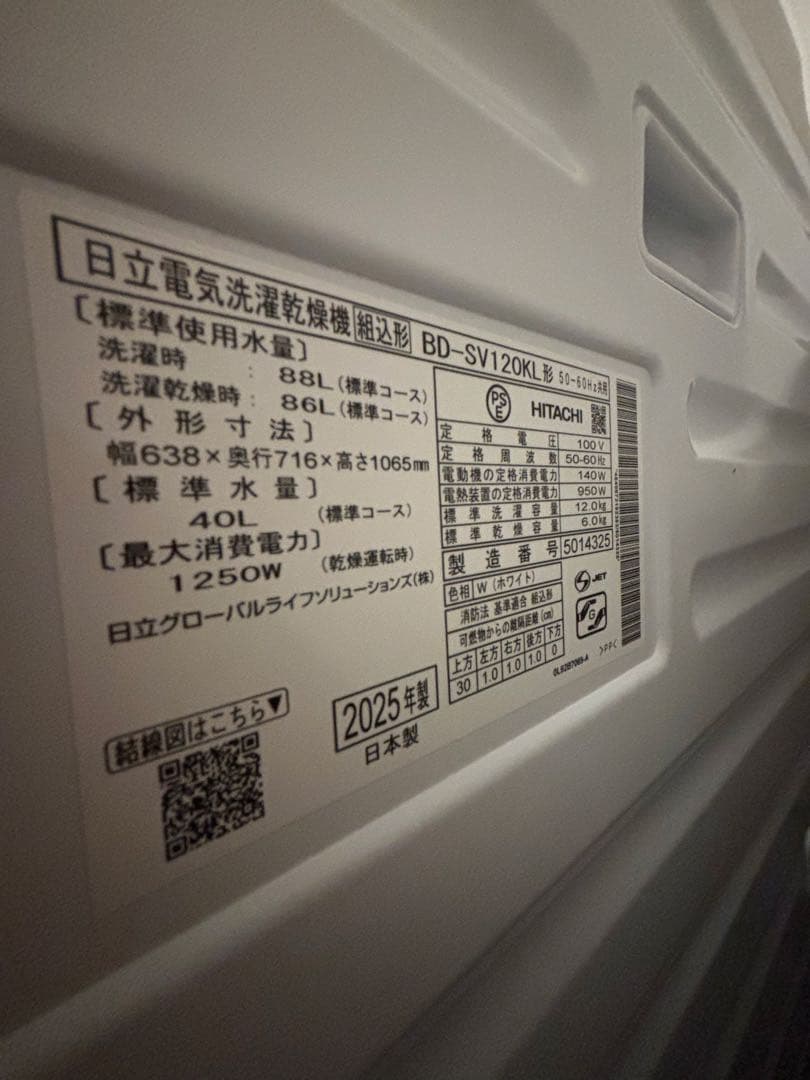 日立電気洗濯乾燥機 組込形 BD-SV120KL形 50-60Hz共用
〔標準使用水量〕
洗濯時 : 88L(標準コース)
洗濯乾燥時: 86L(標準コース)
〔外形寸法〕
幅638×奥行716×高さ1065mm
〔標準水量〕
40L (標準コース)
〔最大消費電力〕
1250W (乾燥運転時)
日立グローバルライフソリューションズ(株)
結線図はこちら▼
2025年製
日本製
PSE HITACHI
定格電圧 100V
定格周波数 50-60Hz
電動機の定格消費電力 140W
電熱装置の定格消費電力 950W
標準洗濯容量 12.0kg
標準乾燥容量 6.0kg
製造番号 5014325
色相 W(ホワイト)
消防法 基準適合 組込形
可燃物からの離隔距離(cm)
上方 左方 右方 後方 下方
30 1.0 1.0 1.0 0
JET
G
0L92B7069-A >PP<